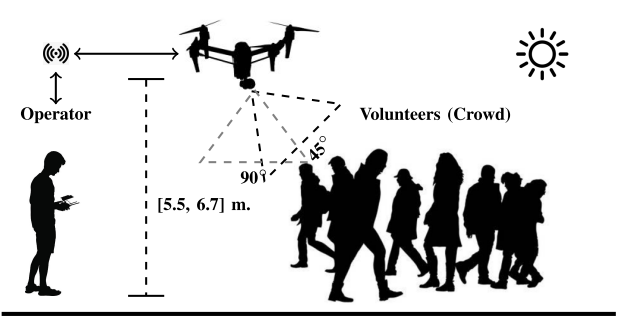 Operator
Volunteers (Crowd)
45°
90°
[5.5, 6.7] m.